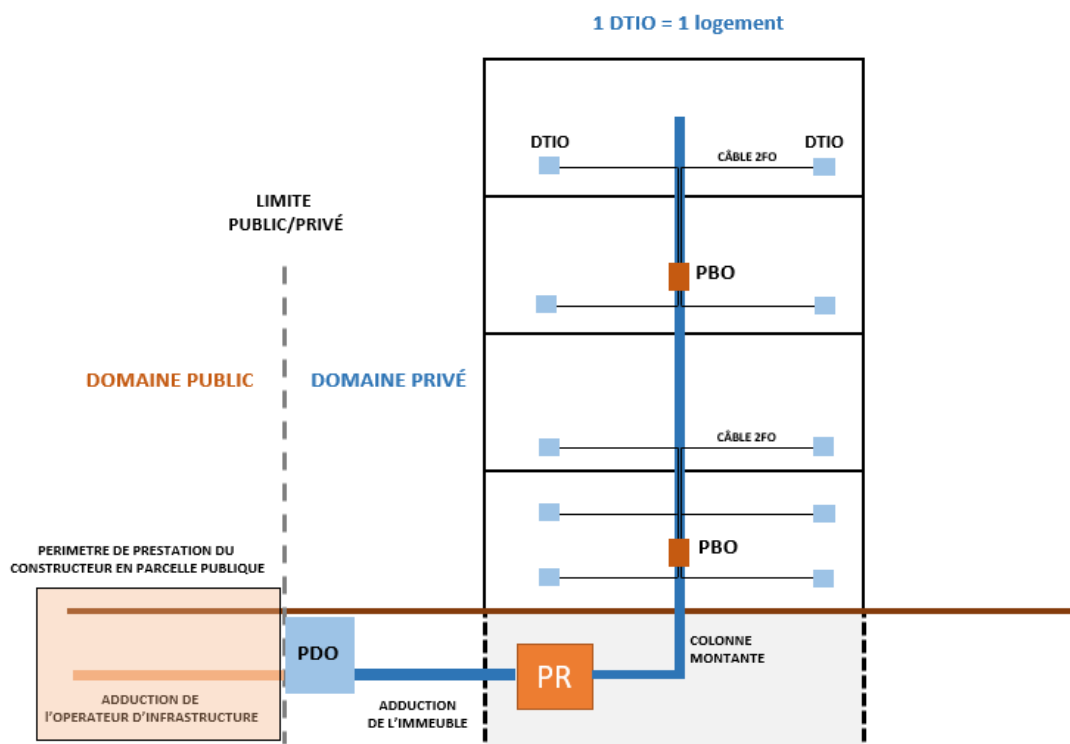 1 DTIO = 1 logement
DTIO
DTIO
CÂBLE 2FO
LIMITE
PUBLIC/PRIVÉ
PBO
DOMAINE PUBLIC
DOMAINE PRIVÉ
CÂBLE 2FO
PERIMETRE DE PRESTATION DU
CONSTRUCTEUR EN PARCELLE PUBLIQUE
PBO
PDO
PR
COLONNE
MONTANTE
ADDUCTION DE
l'OPERATEUR D'INFRASTRUCTURE
ADDUCTION
DE L'IMMEUBLE